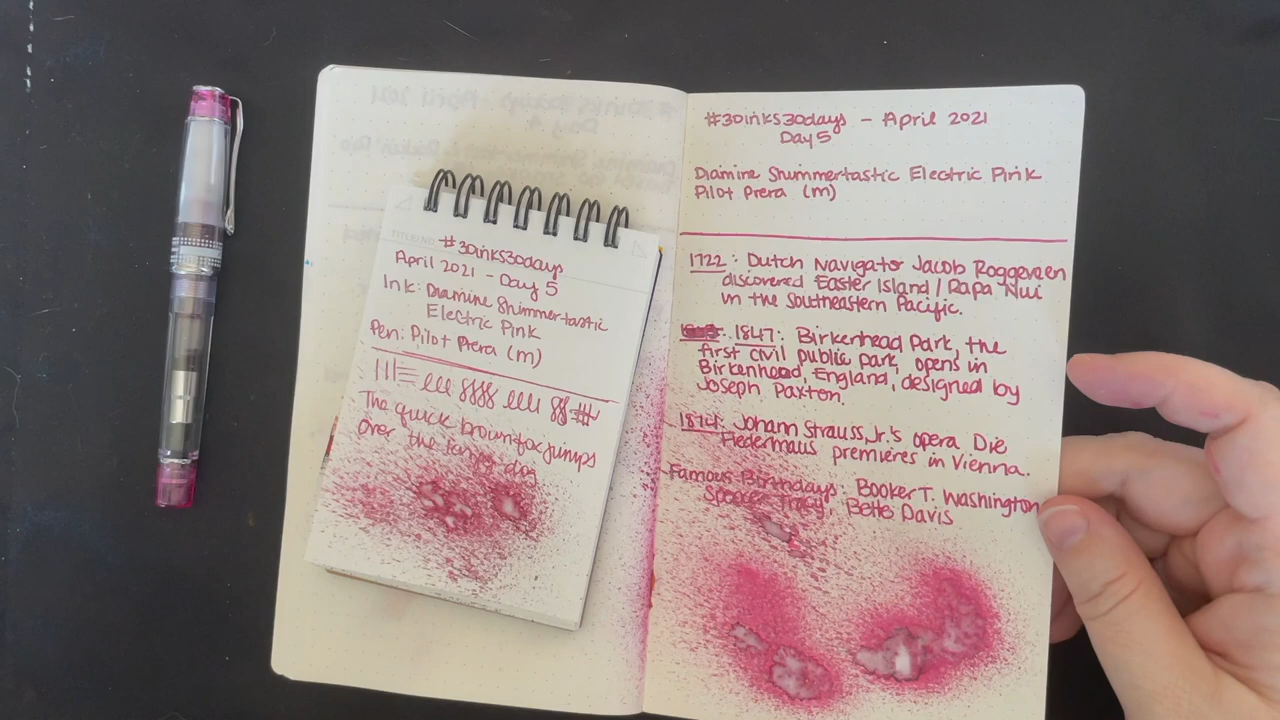 #30inks30days
April 2021 - Day 5
Ink: Diamine Shimmertastic
Electric Pink
Pen: Pilot Prera (m)
The quick brown fox jumps
over the dog
#30inks30days - April 2021
Day 5
Diamine Shimmertastic Electric Pink
Pilot Prera (m)
1722: Dutch Navigator Jacob Roggeveen
discovered Easter Island / Rapa Nui
in the Southeastern Pacific.
1847: Birkenhead Park, the
first civil public park, opens in
Birkenhead, England, designed by
Joseph Paxton.
1874: Johann Strauss, Jr.'s opera Die
Fledermaus premieres in Vienna.
Famous Birthdays: Booker T. Washington
Spencer Tracy, Bette Davis